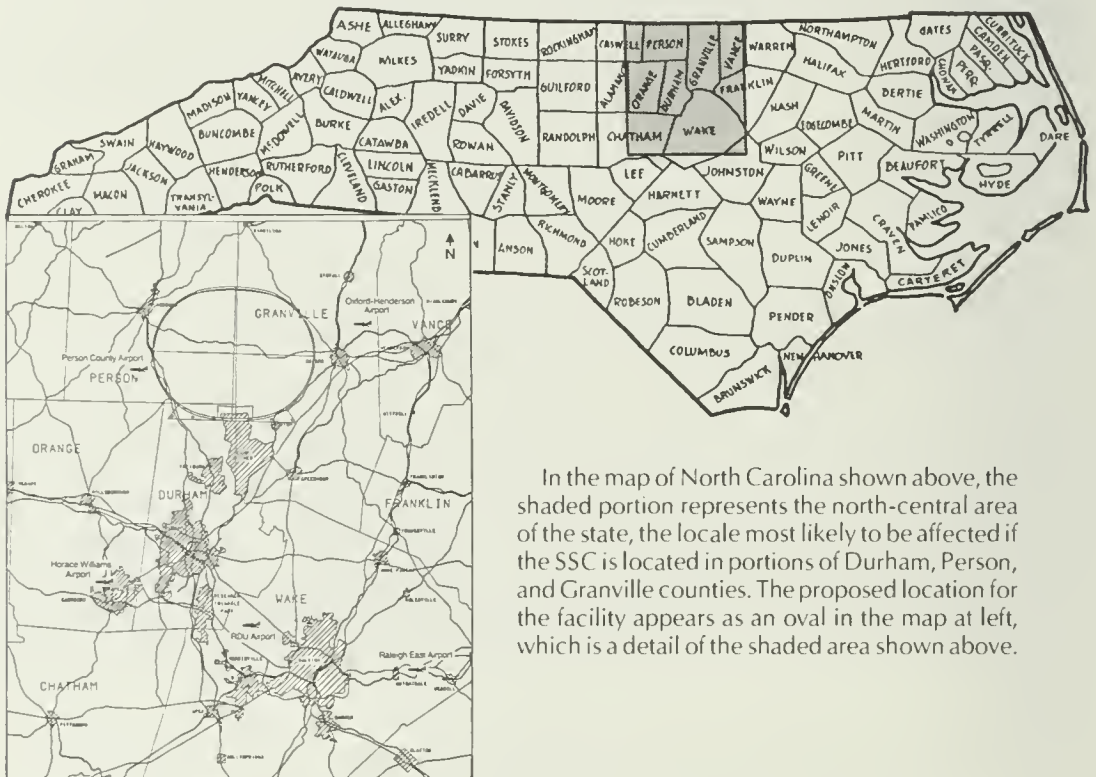 ASHE ALLEGHANY SURRY STOKES ROCKINGHAM CASWELL PERSON GRANVILLE VANCE WARREN NORTHAMPTON GATES CURRITUCK CAMDEN PASQ. PERQ
WATAUGA WILKES YADKIN FORSYTH GUILFORD ALAMANCE ORANGE DURHAM FRANKLIN HALIFAX HERTFORD CHOWAN
MITCHELL AVERY CALDWELL ALEX. IREDELL DAVIE DAVIDSON NASH BERTIE
MADISON YANCEY EDGECOMBE MARTIN WASHINGTON TYRRELL DARE
BUNCOMBE McDOWELL BURKE CATAWBA ROWAN RANDOLPH CHATHAM WAKE WILSON PITT BEAUFORT HYDE
GRAHAM SWAIN HAYWOOD RUTHERFORD CLEVELAND LINCOLN CABARRUS LEE JOHNSTON GREENE
CHEROKEE MACON JACKSON HENDERSON POLK GASTON STANLY MONTGOMERY MOORE HARNETT WAYNE LENOIR CRAVEN PAMLICO
CLAY TRANSYL-
VANIA
RICHMOND HOKE CUMBERLAND SAMPSON DUPLIN JONES CARTERET
ANSON SCOT-
LAND ONSLOW
ROBESON BLADEN PENDER
COLUMBUS NEW HANOVER
BRUNSWICK
N
GRANVILLE
Oxford-Henderson
Airport
VANCE
Person County Airport
PERSON
ORANGE
DURHAM
FRANKLIN
Horace Williams
Airport
WAKE
RDU Airport
Raleigh East Airport
CHATHAM
In the map of North Carolina shown above, the
shaded portion represents the north-central area
of the state, the locale most likely to be affected if
the SSC is located in portions of Durham, Person,
and Granville counties. The proposed location for
the facility appears as an oval in the map at left,
which is a detail of the shaded area shown above.